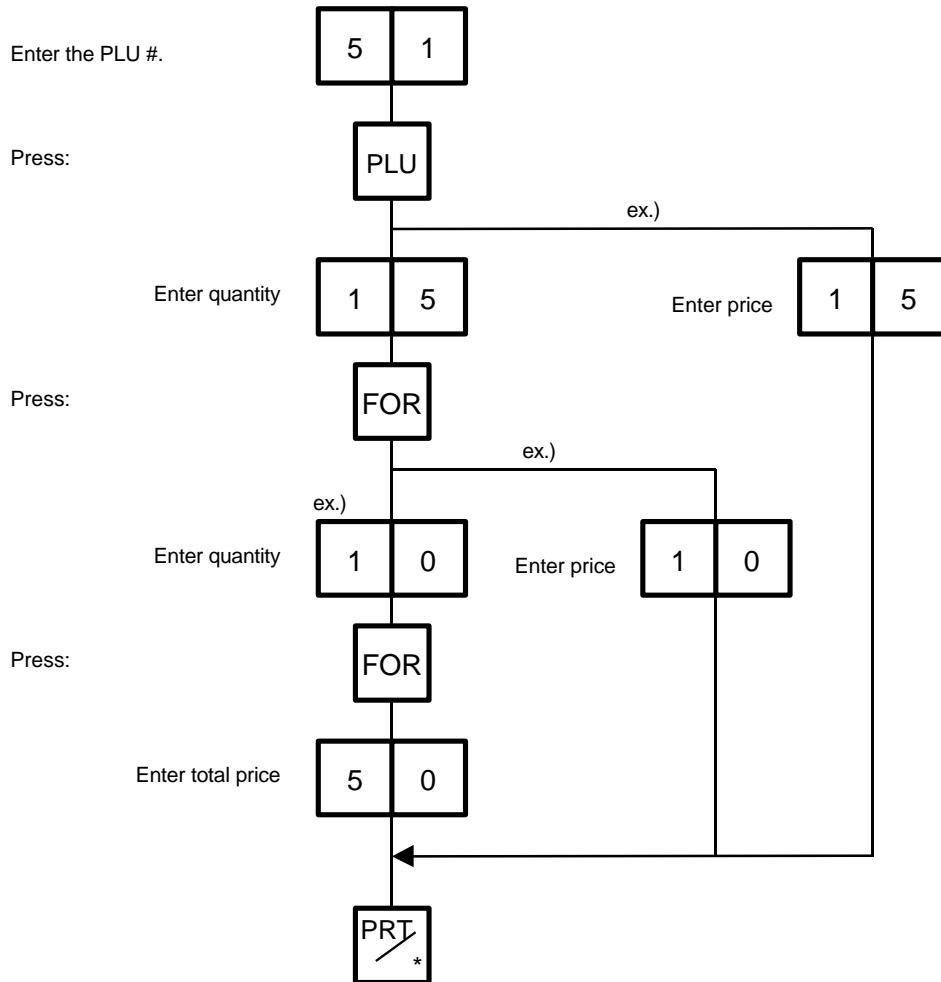 Enter the PLU #.
5 1
Press:
PLU
ex.)
Enter quantity
1 5
Enter price
1 5
Press:
FOR
ex.)
ex.)
Enter quantity
1 0
Enter price
1 0
Press:
FOR
Enter total price
5 0
PRT
*